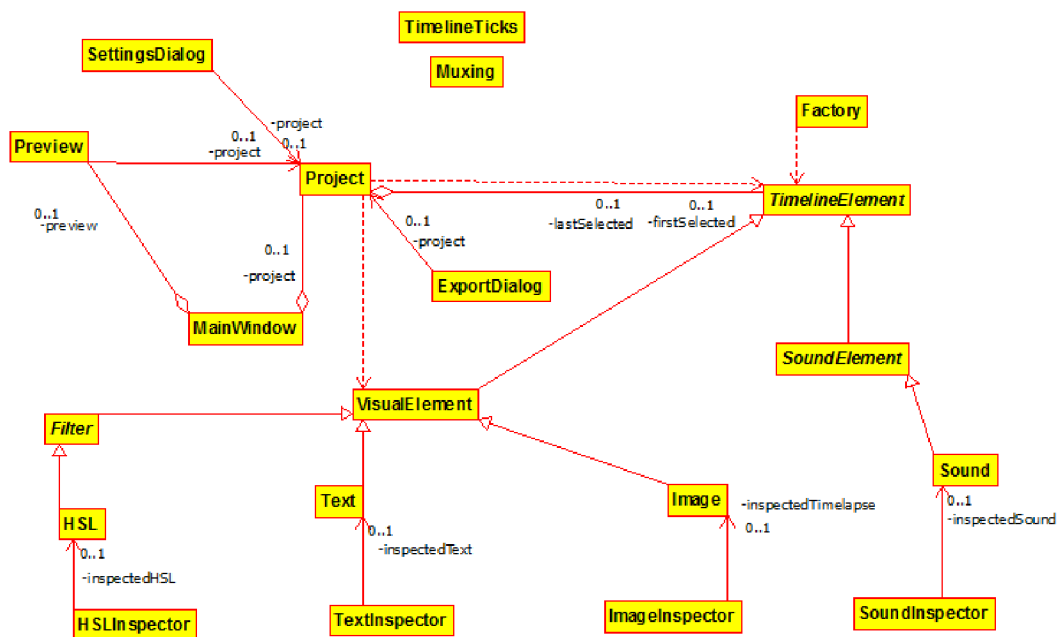 TimelineTicks
SettingsDialog
Muxing
Factory
-project
0..1
0..1
-project
Preview
Project
TimelineElement
0..1
-preview
0..1
-lastSelected
0..1
-firstSelected
0..1
-project
0..1
-project
ExportDialog
MainWindow
SoundElement
VisualElement
Filter
Sound
Text
Image
-inspectedTimelapse
0..1
0..1
-inspectedSound
HSL
0..1
-inspectedText
0..1
-inspectedHSL
HSLInspector
TextInspector
ImageInspector
SoundInspector